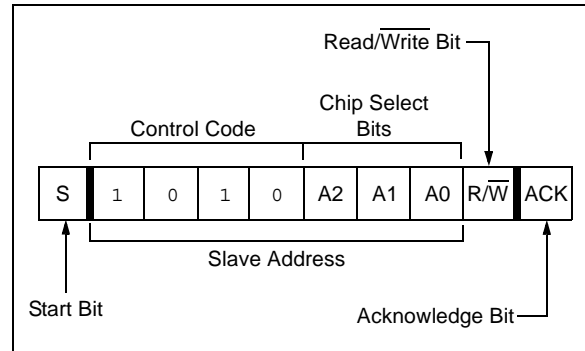 Read/Write Bit
Chip Select
Bits
Control Code
S 1 0 1 0 A2 A1 A0 R/W ACK
Slave Address
Start Bit
Acknowledge Bit